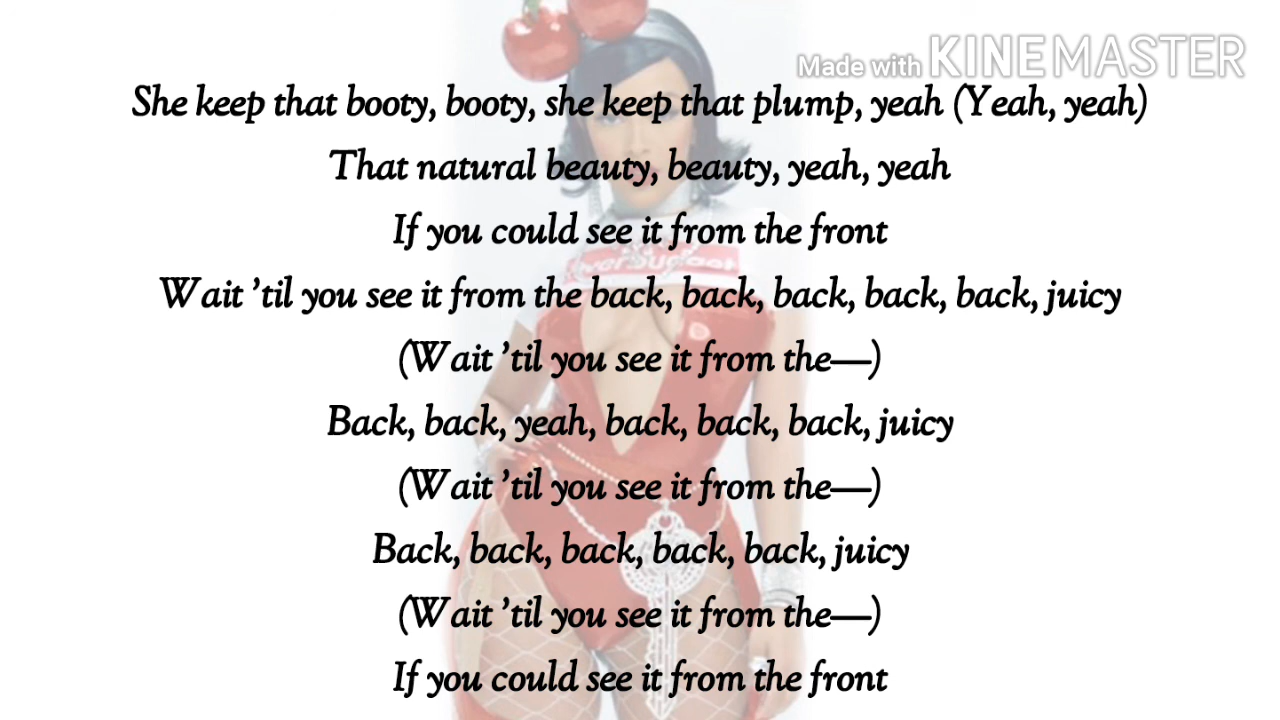 Made with KINEMASTER
She keep that booty, booty, she keep that plump, yeah (Yeah, yeah)
That natural beauty, beauty, yeah, yeah
If you could see it from the front
Wait 'til you see it from the back, back, back, back, back, juicy
(Wait 'til you see it from the—)
Back, back, yeah, back, back, back, juicy
(Wait 'til you see it from the—)
Back, back, back, back, back, juicy
(Wait 'til you see it from the—)
If you could see it from the front